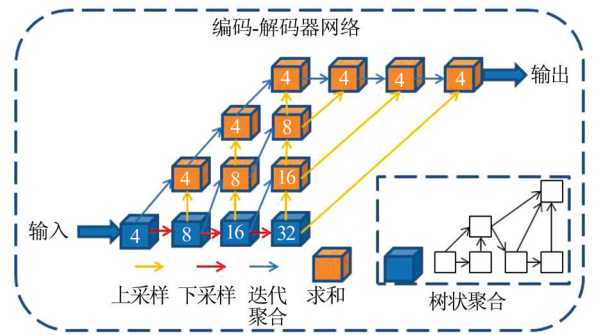 编码-解码器网络
4 4 4 4
输出
4 8
4 8 16
输入
4 8 16 32
上采样 下采样 迭代聚合 求和
树状聚合